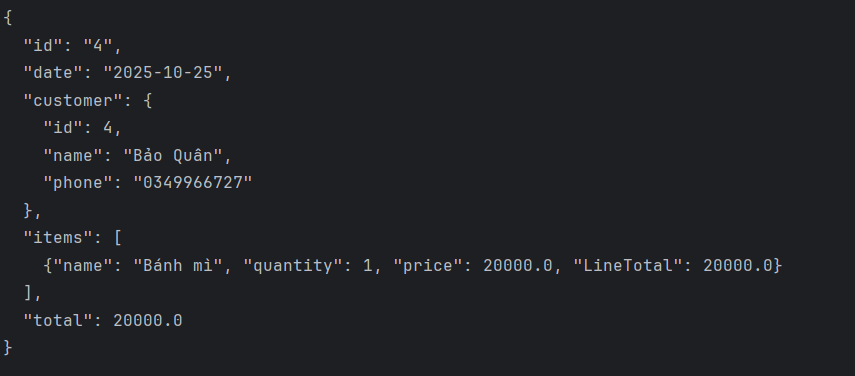 {
  "id": "4",
  "date": "2025-10-25",
  "customer": {
    "id": 4,
    "name": "Bảo Quân",
    "phone": "0349966727"
  },
  "items": [
    {"name": "Bánh mì", "quantity": 1, "price": 20000.0, "LineTotal": 20000.0}
  ],
  "total": 20000.0
}